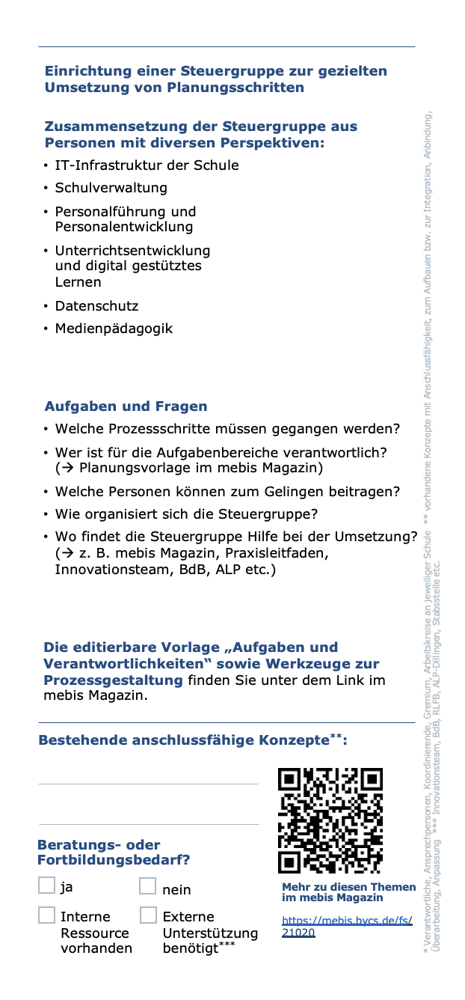 Einrichtung einer Steuergruppe zur gezielten
Umsetzung von Planungsschritten
Zusammensetzung der Steuergruppe aus
Personen mit diversen Perspektiven:
• IT-Infrastruktur der Schule
• Schulverwaltung
• Personalführung und
Personalentwicklung
• Unterrichtsentwicklung
und digital gestütztes
Lernen
• Datenschutz
• Medienpädagogik
Aufgaben und Fragen
• Welche Prozessschritte müssen gegangen werden?
• Wer ist für die Aufgabenbereiche verantwortlich?
(→ Planungsvorlage im mebis Magazin)
• Welche Personen können zum Gelingen beitragen?
• Wie organisiert sich die Steuergruppe?
• Wo findet die Steuergruppe Hilfe bei der Umsetzung?
(→ z. B. mebis Magazin, Praxisleitfaden,
Innovationsteam, BdB, ALP etc.)
Die editierbare Vorlage „Aufgaben und
Verantwortlichkeiten“ sowie Werkzeuge zur
Prozessgestaltung finden Sie unter dem Link im
mebis Magazin.
Bestehende anschlussfähige Konzepte**:
Beratungs- oder
Fortbildungsbedarf?
ja
nein
Interne
Ressource
vorhanden
Externe
Unterstützung
benötigt***
Mehr zu diesen Themen
im mebis Magazin
https://mebis.bycs.de/fs/
21020
* Verantwortliche, Ansprechpersonen, Koordinierende, Gremium, Arbeitskreise an jeweiliger Schule ** vorhandene Konzepte mit Anschlussfähigkeit, zum Aufbauen bzw. zur Integration, Anbindung,
Überarbeitung, Anpassung *** Innovationsteam, BdB, RLFB, ALP-Dillingen, Stabsstelle etc.